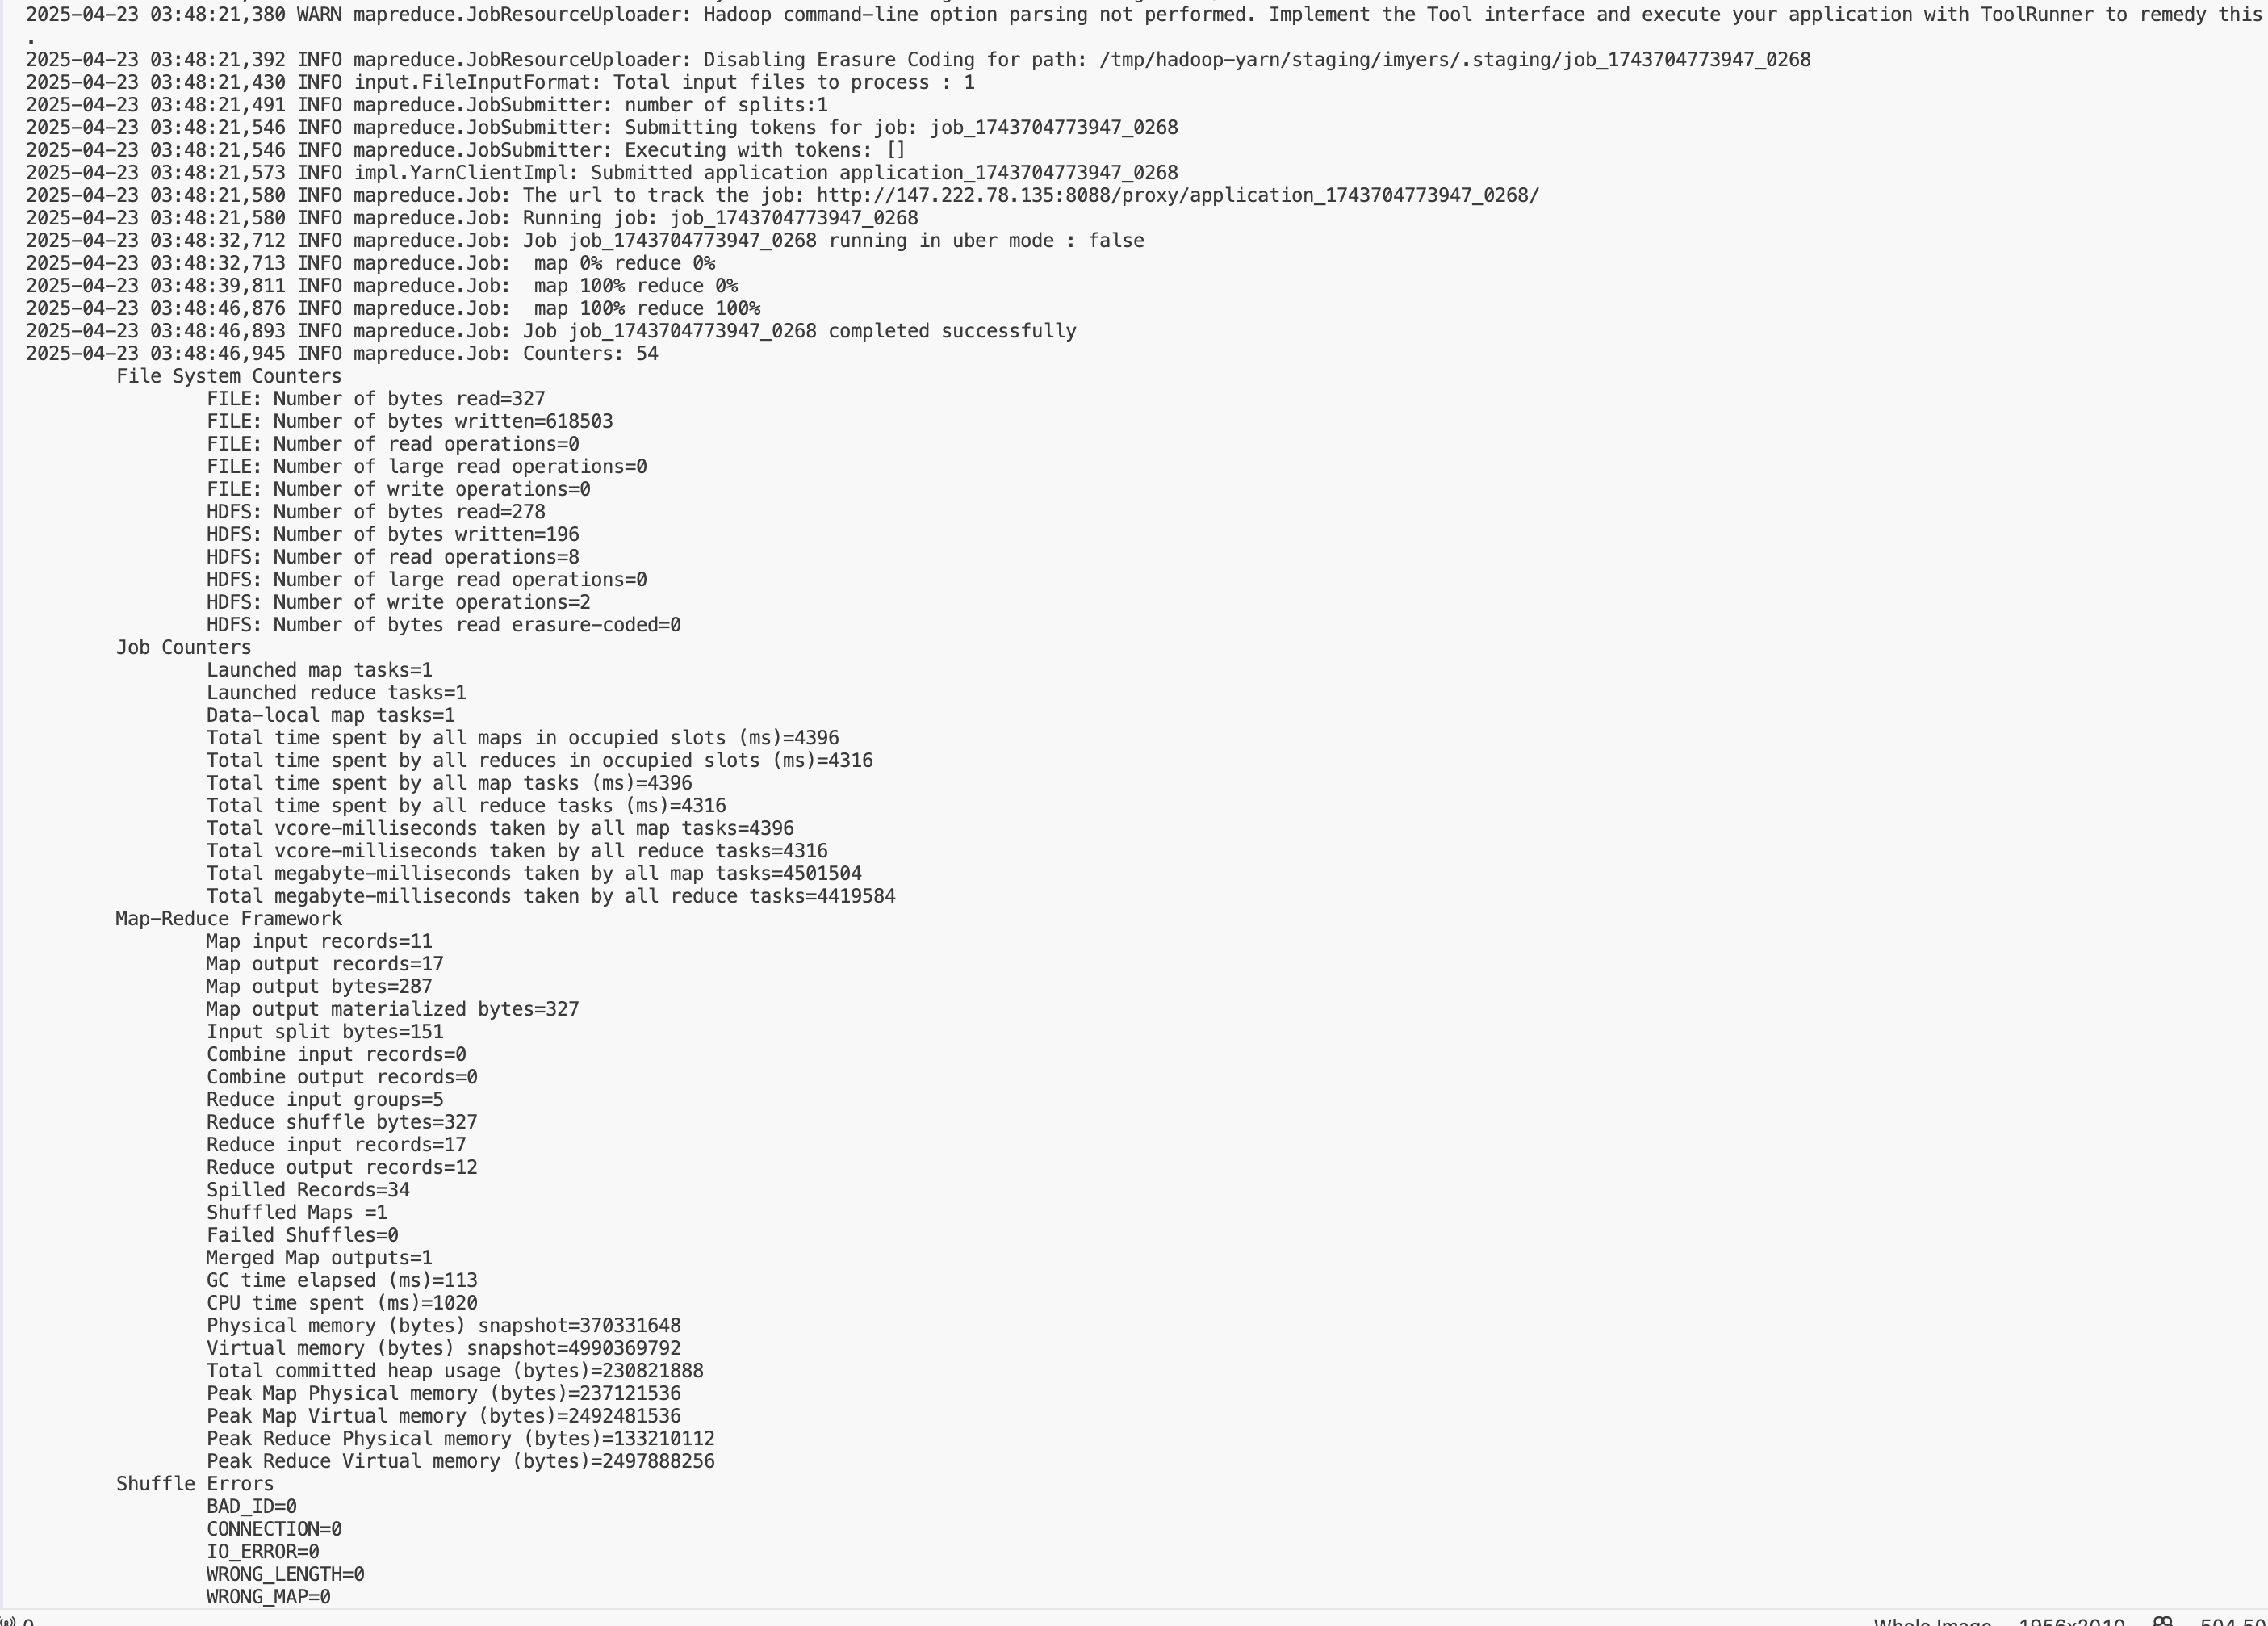 2025-04-23 03:48:21,380 WARN mapreduce.JobResourceUploader: Hadoop command-line option parsing not performed. Implement the Tool interface and execute your application with ToolRunner to remedy this
.
2025-04-23 03:48:21,392 INFO mapreduce.JobResourceUploader: Disabling Erasure Coding for path: /tmp/hadoop-yarn/staging/imyers/.staging/job_1743704773947_0268
2025-04-23 03:48:21,430 INFO input.FileInputFormat: Total input files to process : 1
2025-04-23 03:48:21,491 INFO mapreduce.JobSubmitter: number of splits:1
2025-04-23 03:48:21,546 INFO mapreduce.JobSubmitter: Submitting tokens for job: job_1743704773947_0268
2025-04-23 03:48:21,546 INFO mapreduce.JobSubmitter: Executing with tokens: []
2025-04-23 03:48:21,573 INFO impl.YarnClientImpl: Submitted application application_1743704773947_0268
2025-04-23 03:48:21,580 INFO mapreduce.Job: The url to track the job: http://147.222.78.135:8088/proxy/application_1743704773947_0268/
2025-04-23 03:48:21,580 INFO mapreduce.Job: Running job: job_1743704773947_0268
2025-04-23 03:48:32,712 INFO mapreduce.Job: Job job_1743704773947_0268 running in uber mode : false
2025-04-23 03:48:32,713 INFO mapreduce.Job:  map 0% reduce 0%
2025-04-23 03:48:39,811 INFO mapreduce.Job:  map 100% reduce 0%
2025-04-23 03:48:46,876 INFO mapreduce.Job:  map 100% reduce 100%
2025-04-23 03:48:46,893 INFO mapreduce.Job: Job job_1743704773947_0268 completed successfully
2025-04-23 03:48:46,945 INFO mapreduce.Job: Counters: 54
File System Counters
FILE: Number of bytes read=327
FILE: Number of bytes written=618503
FILE: Number of read operations=0
FILE: Number of large read operations=0
FILE: Number of write operations=0
HDFS: Number of bytes read=278
HDFS: Number of bytes written=196
HDFS: Number of read operations=8
HDFS: Number of large read operations=0
HDFS: Number of write operations=2
HDFS: Number of bytes read erasure-coded=0
Job Counters
Launched map tasks=1
Launched reduce tasks=1
Data-local map tasks=1
Total time spent by all maps in occupied slots (ms)=4396
Total time spent by all reduces in occupied slots (ms)=4316
Total time spent by all map tasks (ms)=4396
Total time spent by all reduce tasks (ms)=4316
Total vcore-milliseconds taken by all map tasks=4396
Total vcore-milliseconds taken by all reduce tasks=4316
Total megabyte-milliseconds taken by all map tasks=4501504
Total megabyte-milliseconds taken by all reduce tasks=4419584
Map-Reduce Framework
Map input records=11
Map output records=17
Map output bytes=287
Map output materialized bytes=327
Input split bytes=151
Combine input records=0
Combine output records=0
Reduce input groups=5
Reduce shuffle bytes=327
Reduce input records=17
Reduce output records=12
Spilled Records=34
Shuffled Maps =1
Failed Shuffles=0
Merged Map outputs=1
GC time elapsed (ms)=113
CPU time spent (ms)=1020
Physical memory (bytes) snapshot=370331648
Virtual memory (bytes) snapshot=4990369792
Total committed heap usage (bytes)=230821888
Peak Map Physical memory (bytes)=237121536
Peak Map Virtual memory (bytes)=2492481536
Peak Reduce Physical memory (bytes)=133210112
Peak Reduce Virtual memory (bytes)=2497888256
Shuffle Errors
BAD_ID=0
CONNECTION=0
IO_ERROR=0
WRONG_LENGTH=0
WRONG_MAP=0
0 Whole Image 1956x2010